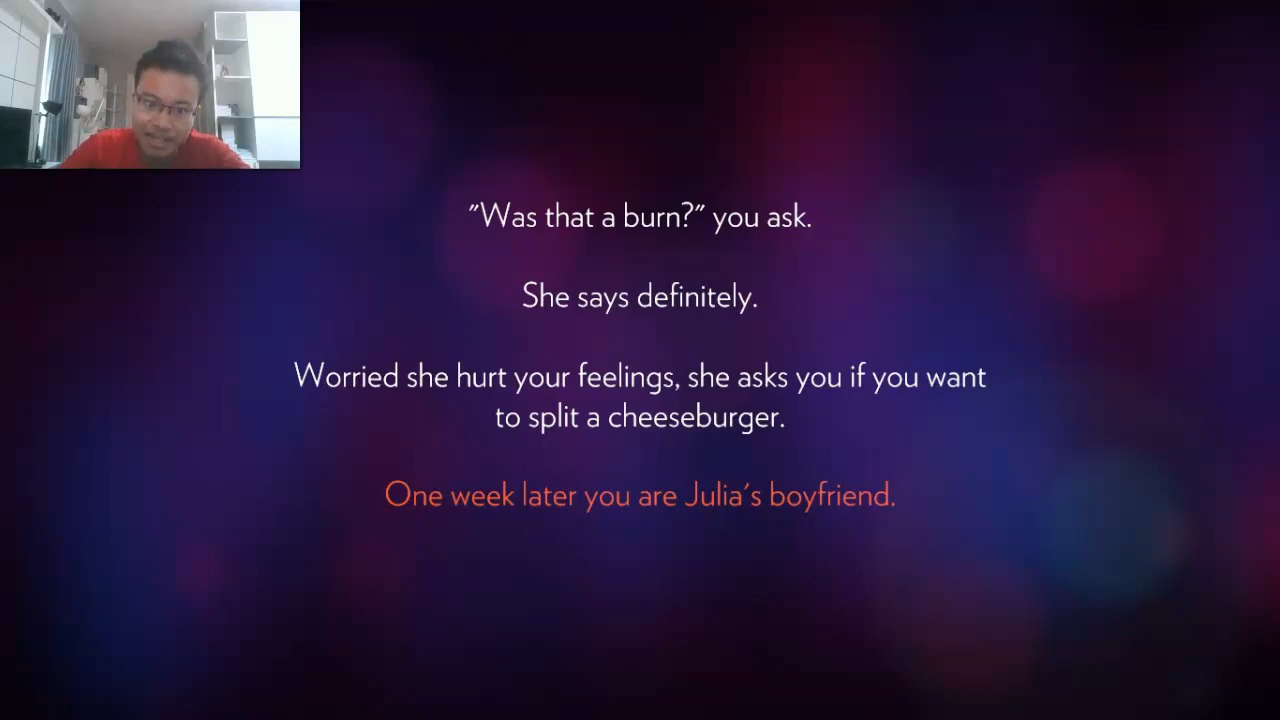 "Was that a burn?" you ask.
She says definitely.
Worried she hurt your feelings, she asks you if you want
to split a cheeseburger.
One week later you are Julia's boyfriend.